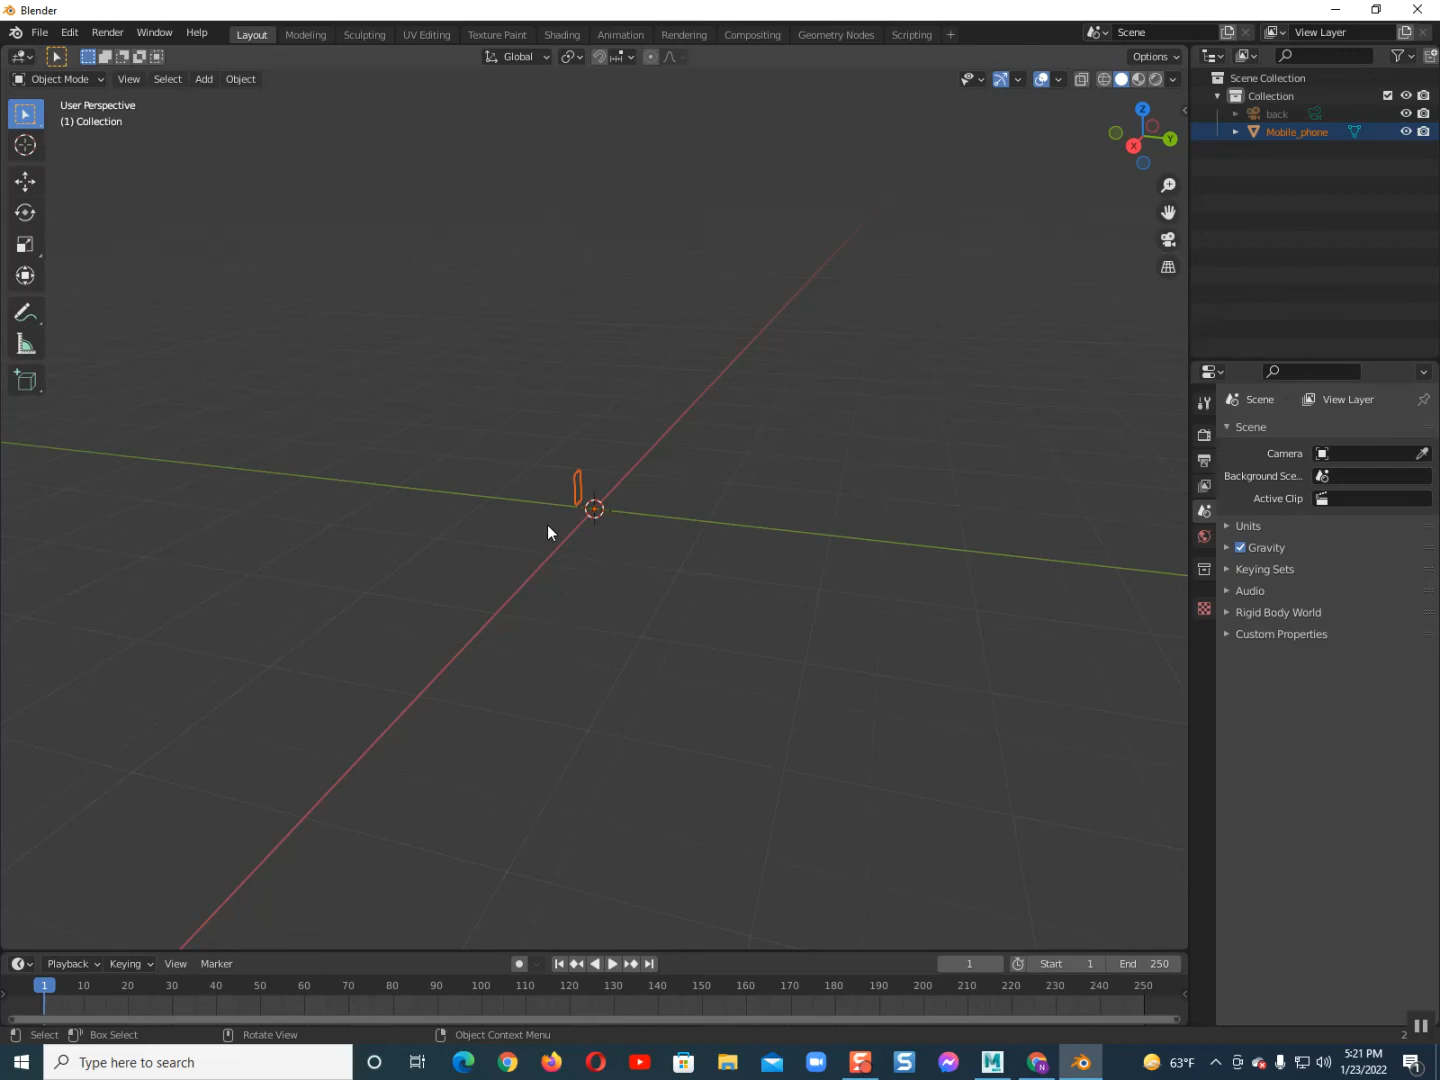 Blender
File Edit Render Window Help
Layout Modeling Sculpting UV Editing Texture Paint Shading Animation Rendering Compositing Geometry Nodes Scripting +
Scene View Layer
Global
Options
Object Mode View Select Add Object
User Perspective
(1) Collection
Z
Y
X
Scene Collection
Collection
back
Mobile_phone
Scene View Layer
Scene
Camera
Background Sce...
Active Clip
Units
Gravity
Keying Sets
Audio
Rigid Body World
Custom Properties
Playback Keying View Marker
1 Start 1 End 250
1 10 20 30 40 50 60 70 80 90 100 110 120 130 140 150 160 170 180 190 200 210 220 230 240 250
Select Box Select Rotate View Object Context Menu
2
Type here to search
63°F
5:21 PM
1/23/2022
1